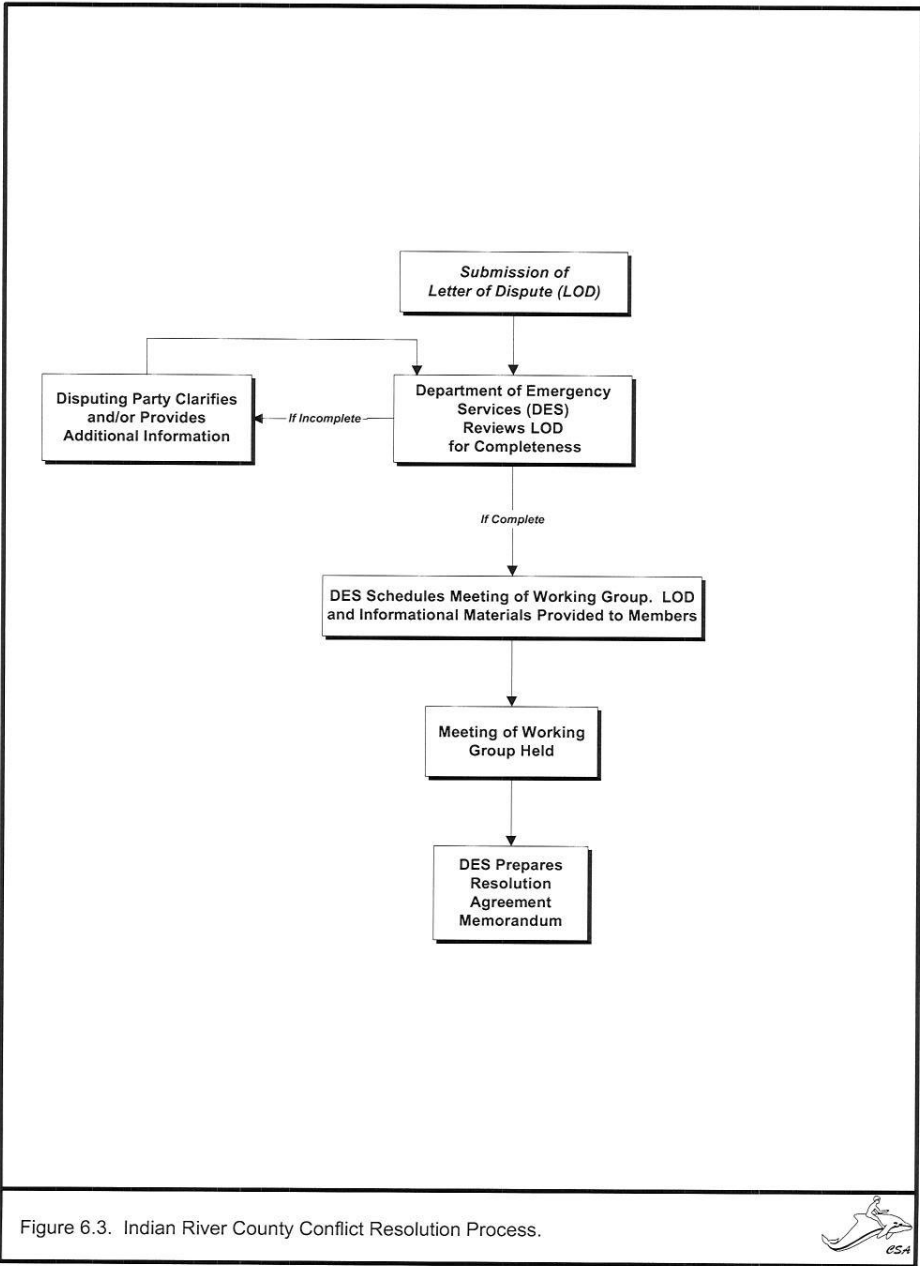 Submission of
Letter of Dispute (LOD)
Disputing Party Clarifies
and/or Provides
Additional Information
If Incomplete
Department of Emergency
Services (DES)
Reviews LOD
for Completeness
If Complete
DES Schedules Meeting of Working Group. LOD
and Informational Materials Provided to Members
Meeting of Working
Group Held
DES Prepares
Resolution
Agreement
Memorandum
Figure 6.3. Indian River County Conflict Resolution Process.
CSA